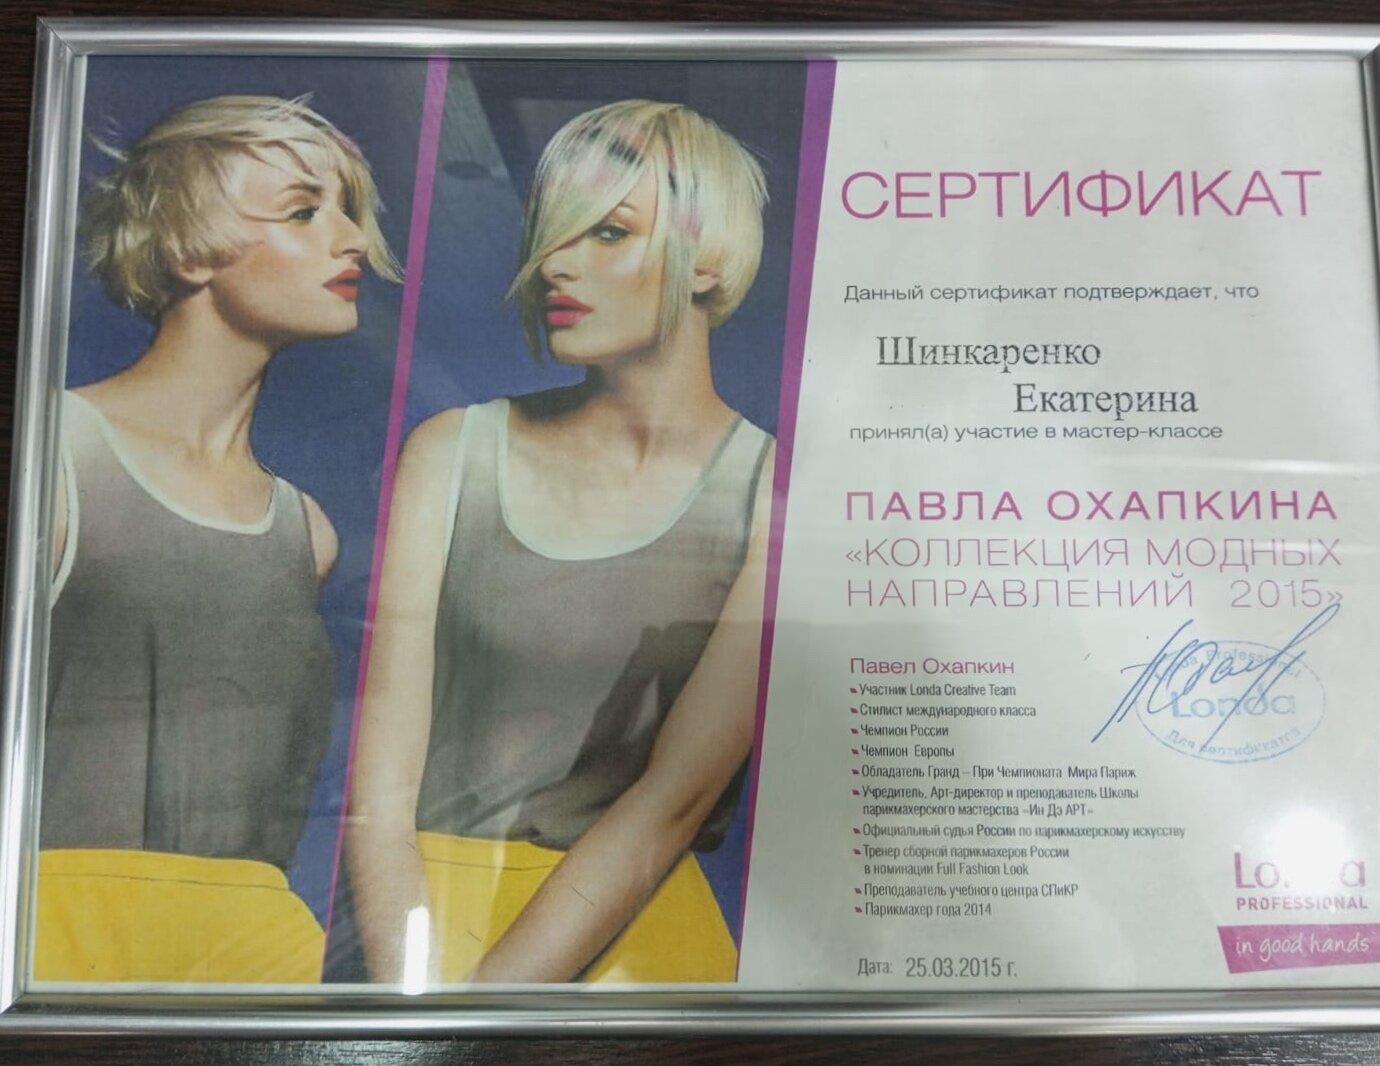 СЕРТИФИКАТ
Данный сертификат подтверждает, что
Шинкаренко
Екатерина
принял(а) участие в мастер-классе
ПАВЛА ОХАПКИНА
«КОЛЛЕКЦИЯ МОДНЫХ
НАПРАВЛЕНИЙ 2015»
Павел Охапкин
Участник Londa Creative Team
Стилист международного класса
Чемпион России
Чемпион Европы
Обладатель Гранд – При Чемпионата Мира Париж
Учредитель, Арт-директор и преподаватель Школы
парикмахерского мастерства «Ин Дэ АРТ»
Официальный судья России по парикмахерскому искусству
Тренер сборной парикмахеров России
в номинации Full Fashion Look
Преподаватель учебного центра СПиКР
Парикмахер года 2014
Дата: 25.03.2015 г.
Professional
Londa
Для сертификатов
PROFESSIONAL
in good hands